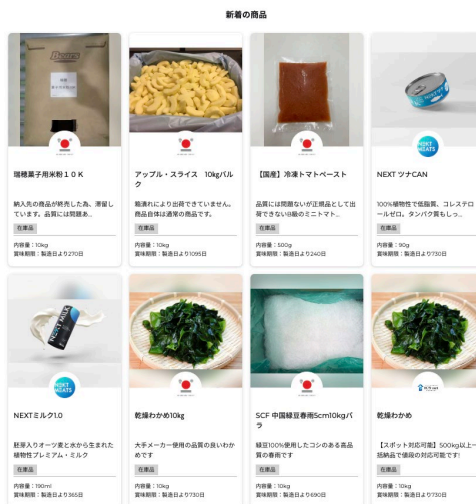 新着の商品
瑞穂菓子用米粉１０Ｋ
納入先の商品が終売した為、滞留し
ています。品質には問題あ...
在庫品
内容量：10kg
賞味期限：製造日より270日
アップル・スライス　10kgバル
ク
箱潰れにより出荷できていません。
商品自体は通常の商品です。
在庫品
内容量：10kg
賞味期限：製造日より1095日
【国産】冷凍トマトペースト
品質には問題ないが正規品として出
荷できないB級のミニトマト...
在庫品
内容量：500g
賞味期限：製造日より240日
NEXT MEATS
NEXT ツナCAN
100%植物性で低脂質、コレステロ
ールゼロ。タンパク質もしっ...
在庫品
内容量：90g
賞味期限：製造日より730日
NEXT MILK
NEXT MEATS
NEXTミルク1.0
胚芽入りオーツ麦と水から生まれた
植物性プレミアム・ミルク
在庫品
内容量：190ml
賞味期限：製造日より365日
乾燥わかめ10kg
大手メーカー使用の品質の良いわか
めです
在庫品
内容量：10kg
賞味期限：製造日より730日
SCF 中国緑豆春雨5cm10kgバ
ラ
緑豆100%使用したコシのある高品
質の春雨です
在庫品
内容量：10kg
賞味期限：製造日より690日
乾燥わかめ
【スポット対応可能】500kg以上一
括納品で値段の対応可能です!
在庫品
内容量：10kg
賞味期限：製造日より730日